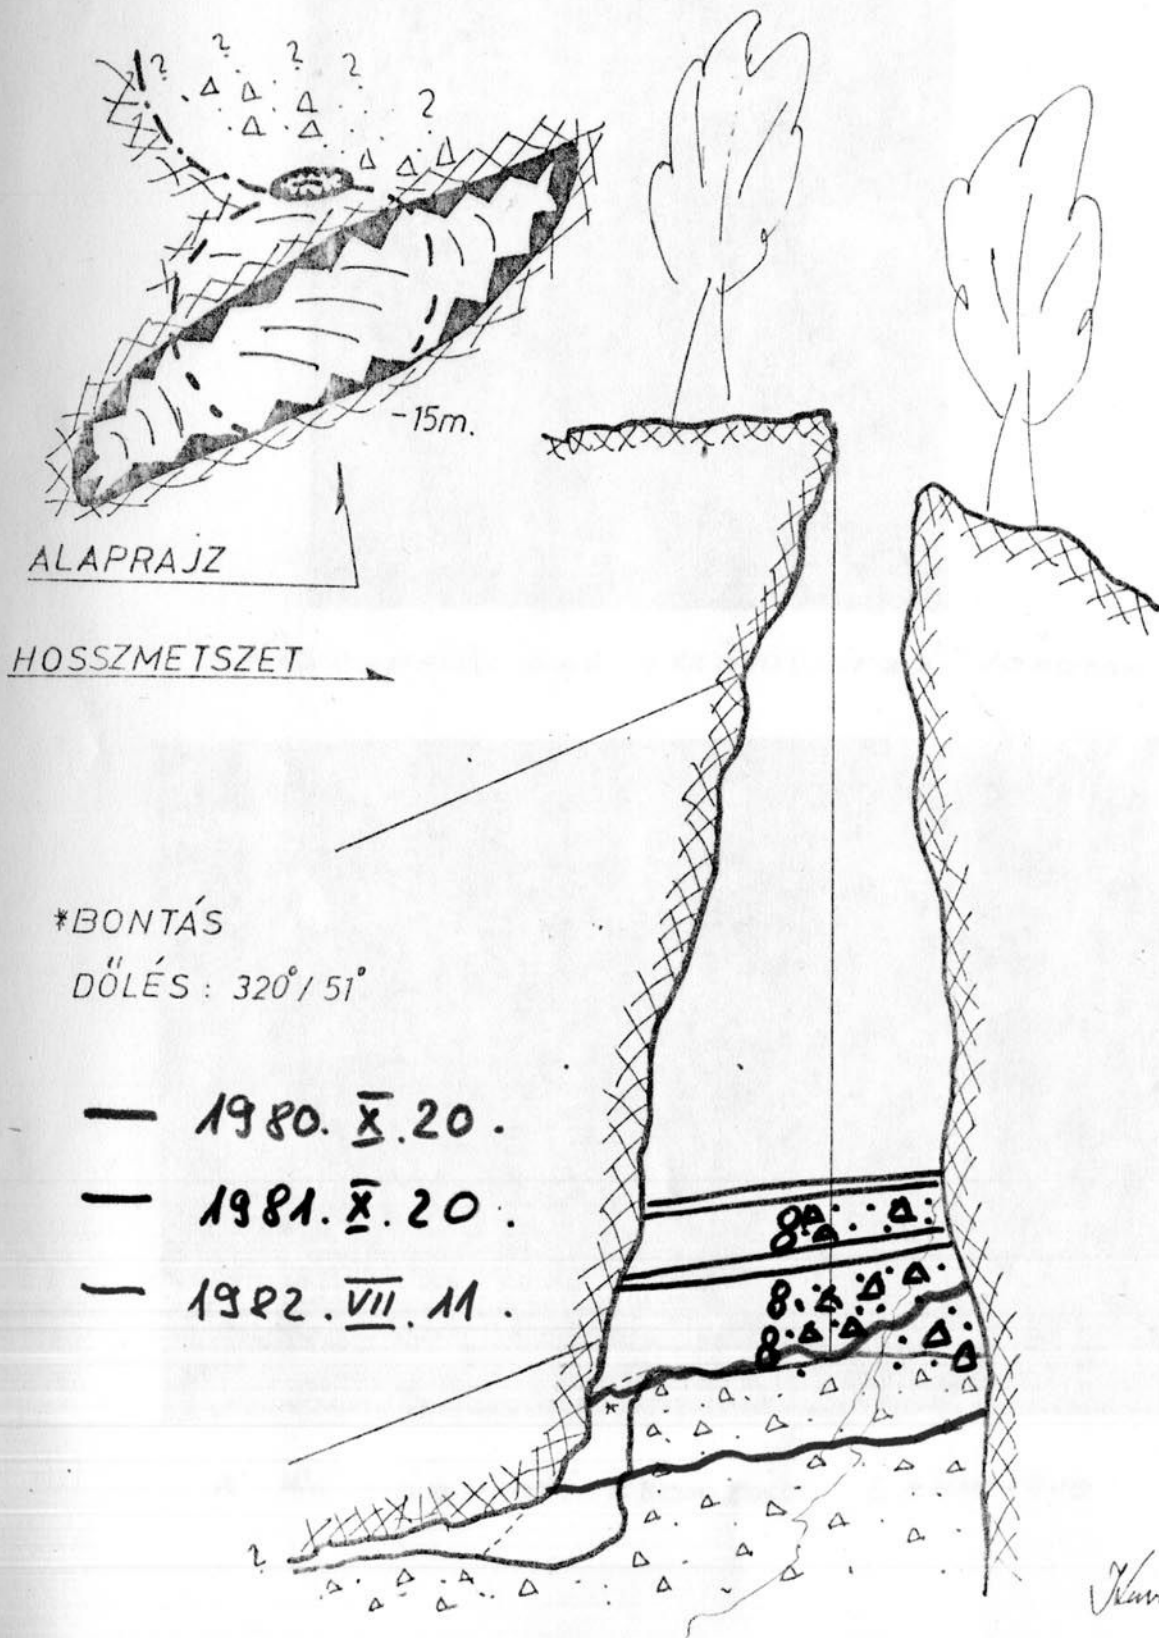 ? ? ? ? ? ?
-15m.
ALAPRAJZ
HOSSZMETSZET
*BONTÁS
DŐLÉS : 320°/51°
1980. X. 20.
1981. X. 20.
1982. VII. 11.
*
?